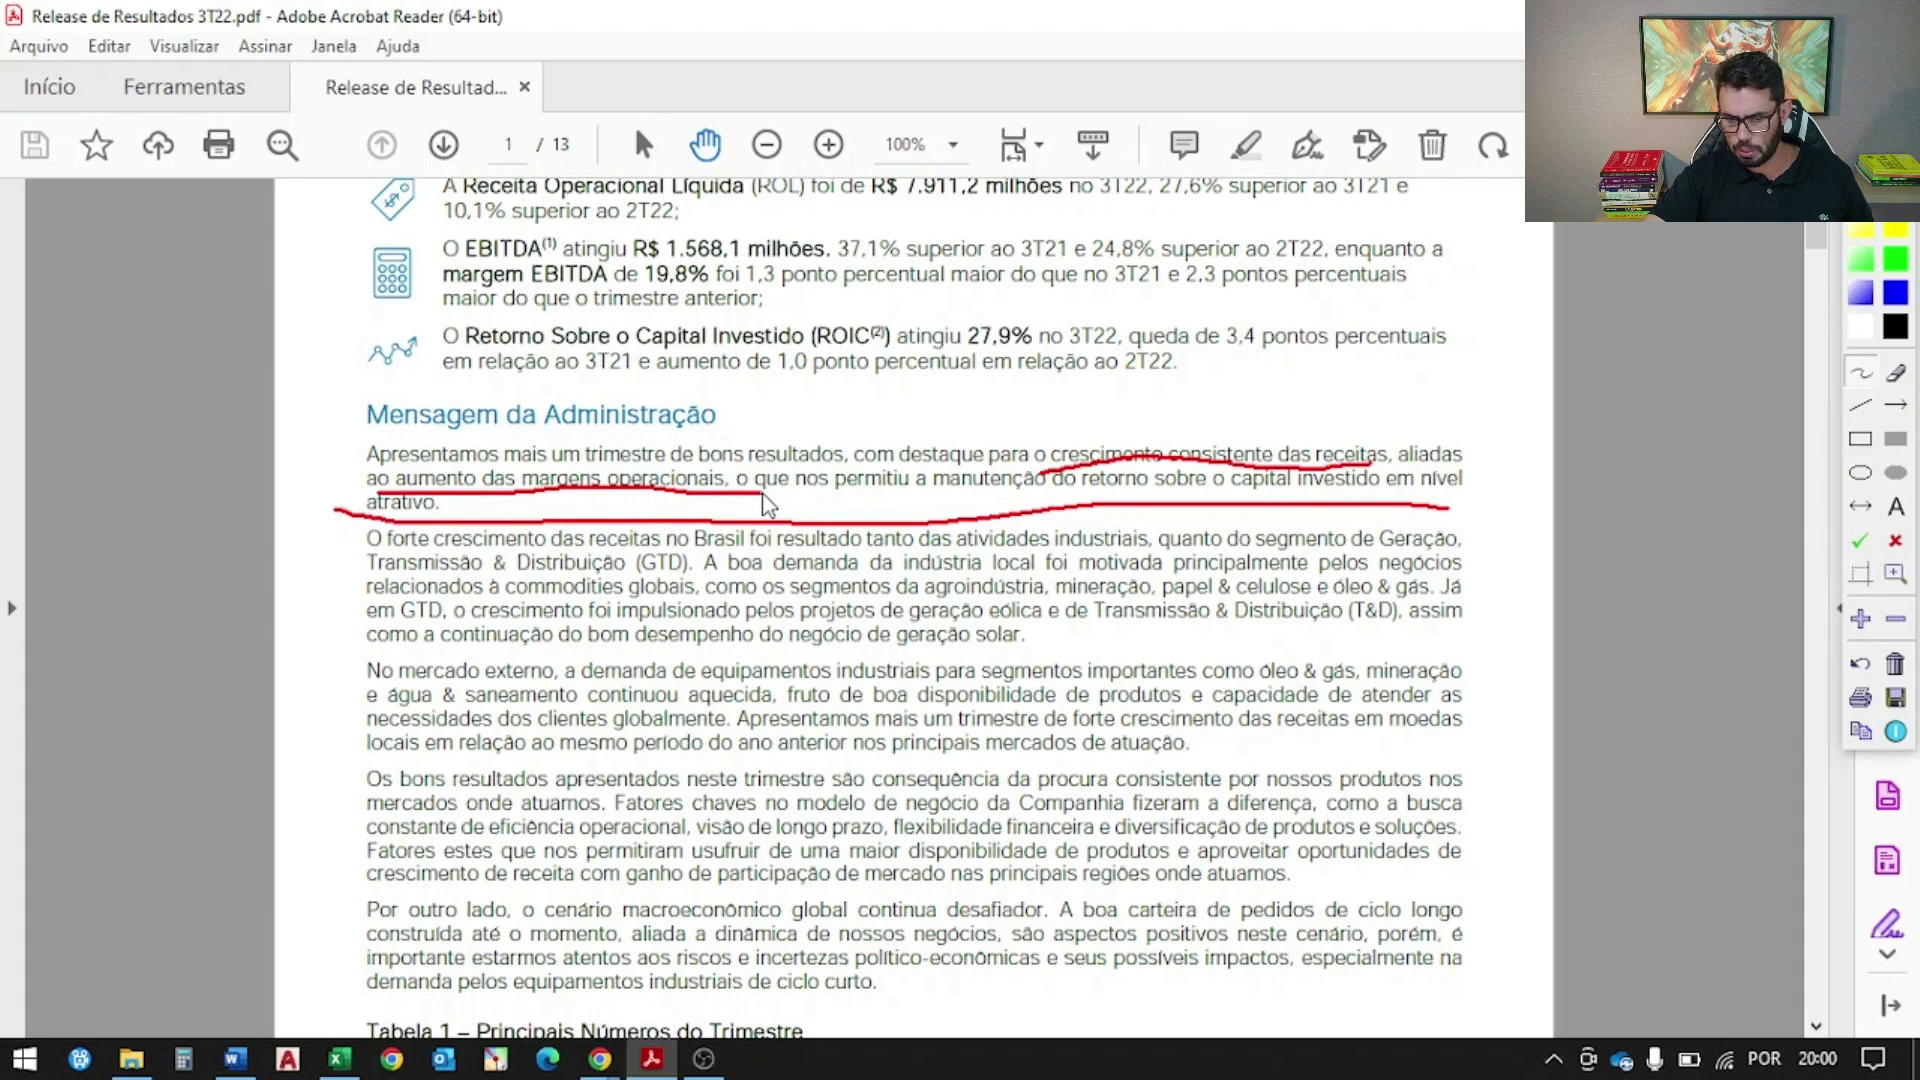 Release de Resultados 3T22.pdf - Adobe Acrobat Reader (64-bit)
Arquivo Editar Visualizar Assinar Janela Ajuda
Início Ferramentas Release de Resultad... ×
1 / 13 100%
A Receita Operacional Líquida (ROL) foi de R$ 7.911,2 milhões no 3T22, 27,6% superior ao 3T21 e
10,1% superior ao 2T22;
O EBITDA(1) atingiu R$ 1.568,1 milhões, 37,1% superior ao 3T21 e 24,8% superior ao 2T22, enquanto a
margem EBITDA de 19,8% foi 1,3 ponto percentual maior do que no 3T21 e 2,3 pontos percentuais
maior do que o trimestre anterior;
O Retorno Sobre o Capital Investido (ROIC(2)) atingiu 27,9% no 3T22, queda de 3,4 pontos percentuais
em relação ao 3T21 e aumento de 1,0 ponto percentual em relação ao 2T22.
Mensagem da Administração
Apresentamos mais um trimestre de bons resultados, com destaque para o crescimento consistente das receitas, aliadas
ao aumento das margens operacionais, o que nos permitiu a manutenção do retorno sobre o capital investido em nível
atrativo.
O forte crescimento das receitas no Brasil foi resultado tanto das atividades industriais, quanto do segmento de Geração,
Transmissão & Distribuição (GTD). A boa demanda da indústria local foi motivada principalmente pelos negócios
relacionados à commodities globais, como os segmentos da agroindústria, mineração, papel & celulose e óleo & gás. Já
em GTD, o crescimento foi impulsionado pelos projetos de geração eólica e de Transmissão & Distribuição (T&D), assim
como a continuação do bom desempenho do negócio de geração solar.
No mercado externo, a demanda de equipamentos industriais para segmentos importantes como óleo & gás, mineração
e água & saneamento continuou aquecida, fruto de boa disponibilidade de produtos e capacidade de atender as
necessidades dos clientes globalmente. Apresentamos mais um trimestre de forte crescimento das receitas em moedas
locais em relação ao mesmo período do ano anterior nos principais mercados de atuação.
Os bons resultados apresentados neste trimestre são consequência da procura consistente por nossos produtos nos
mercados onde atuamos. Fatores chaves no modelo de negócio da Companhia fizeram a diferença, como a busca
constante de eficiência operacional, visão de longo prazo, flexibilidade financeira e diversificação de produtos e soluções.
Fatores estes que nos permitiram usufruir de uma maior disponibilidade de produtos e aproveitar oportunidades de
crescimento de receita com ganho de participação de mercado nas principais regiões onde atuamos.
Por outro lado, o cenário macroeconômico global continua desafiador. A boa carteira de pedidos de ciclo longo
construída até o momento, aliada a dinâmica de nossos negócios, são aspectos positivos neste cenário, porém, é
importante estarmos atentos aos riscos e incertezas político-econômicas e seus possíveis impactos, especialmente na
demanda pelos equipamentos industriais de ciclo curto.
Tabela 1 – Principais Números do Trimestre
POR 20:00